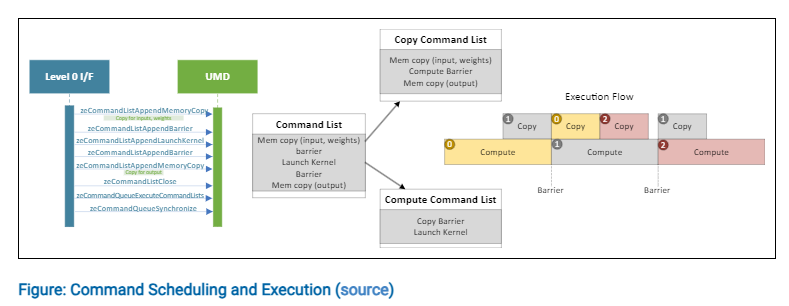 Level 0 I/F
UMD
zeCommandListAppendMemoryCopy
Copy for inputs, weights
zeCommandListAppendBarrier
zeCommandListAppendLaunchKernel
zeCommandListAppendBarrier
zeCommandListAppendMemoryCopy
Copy for output
zeCommandListClose
zeCommandQueueExecuteCommandLists
zeCommandQueueSynchronize
Command List
Mem copy (input, weights)
barrier
Launch Kernel
Barrier
Mem copy (output)
Copy Command List
Mem copy (input, weights)
Compute Barrier
Mem copy (output)
Compute Command List
Copy Barrier
Launch Kernel
Execution Flow
1 Copy
0 Copy
2 Copy
1 Copy
0 Compute
1 Compute
2 Compute
Barrier
Barrier
Figure: Command Scheduling and Execution (source)